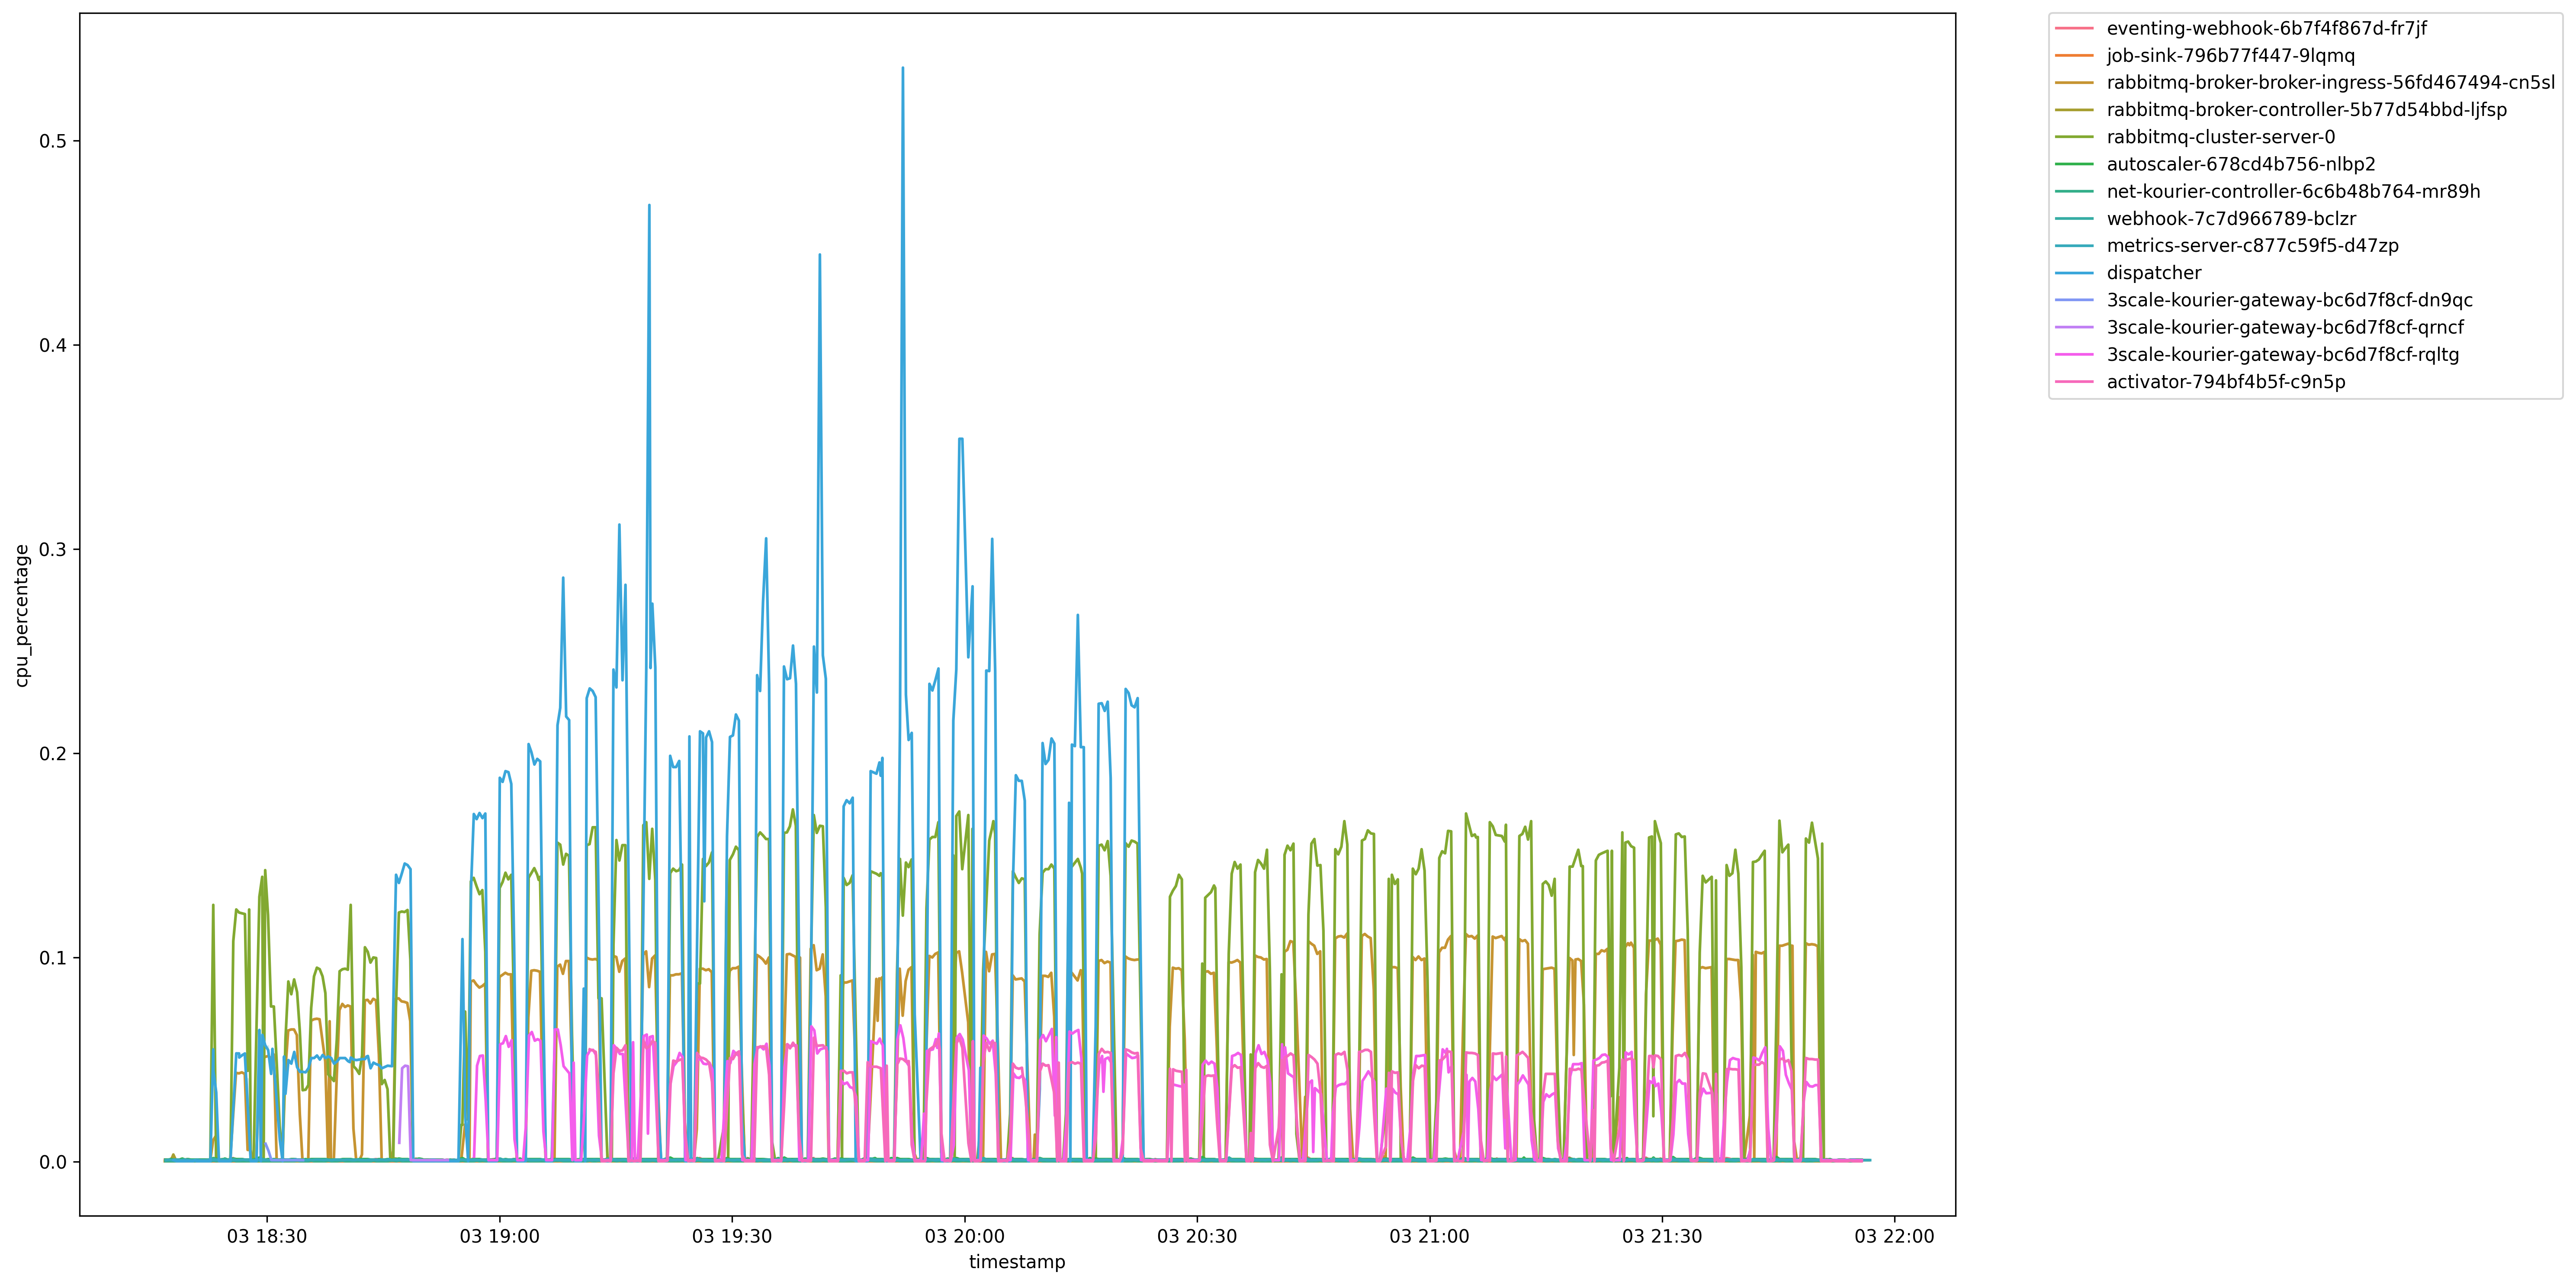 cpu_percentage
0.5
0.4
0.3
0.2
0.1
0.0
03 18:30
03 19:00
03 19:30
03 20:00
03 20:30
03 21:00
03 21:30
03 22:00
timestamp
eventing-webhook-6b7f4f867d-fr7jf
job-sink-796b77f447-9lqmq
rabbitmq-broker-broker-ingress-56fd467494-cn5sl
rabbitmq-broker-controller-5b77d54bbd-ljfsp
rabbitmq-cluster-server-0
autoscaler-678cd4b756-nlbp2
net-kourier-controller-6c6b48b764-mr89h
webhook-7c7d966789-bclzr
metrics-server-c877c59f5-d47zp
dispatcher
3scale-kourier-gateway-bc6d7f8cf-dn9qc
3scale-kourier-gateway-bc6d7f8cf-qrncf
3scale-kourier-gateway-bc6d7f8cf-rqltg
activator-794bf4b5f-c9n5p